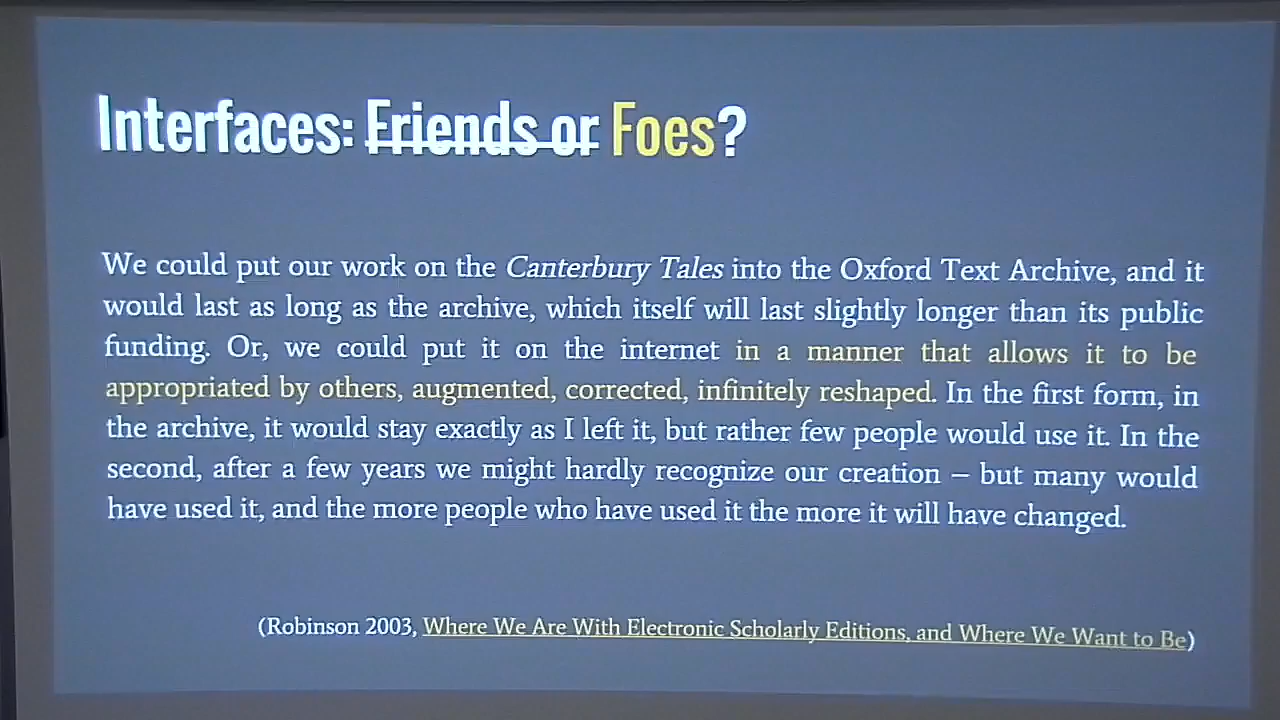 Interfaces: Friends or Foes?
We could put our work on the Canterbury Tales into the Oxford Text Archive, and it
would last as long as the archive, which itself will last slightly longer than its public
funding. Or, we could put it on the internet in a manner that allows it to be
appropriated by others, augmented, corrected, infinitely reshaped. In the first form, in
the archive, it would stay exactly as I left it, but rather few people would use it. In the
second, after a few years we might hardly recognize our creation – but many would
have used it, and the more people who have used it the more it will have changed.
(Robinson 2003, Where We Are With Electronic Scholarly Editions, and Where We Want to Be)